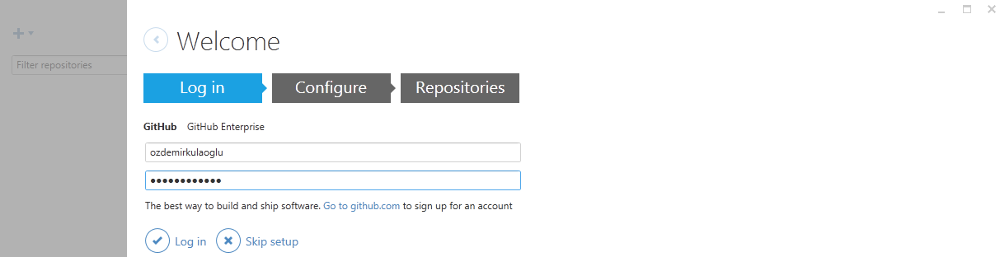 Welcome
Filter repositories
Log in Configure Repositories
GitHub GitHub Enterprise
ozdemirkulaoglu
••••••••••••
The best way to build and ship software. Go to github.com to sign up for an account
Log in Skip setup